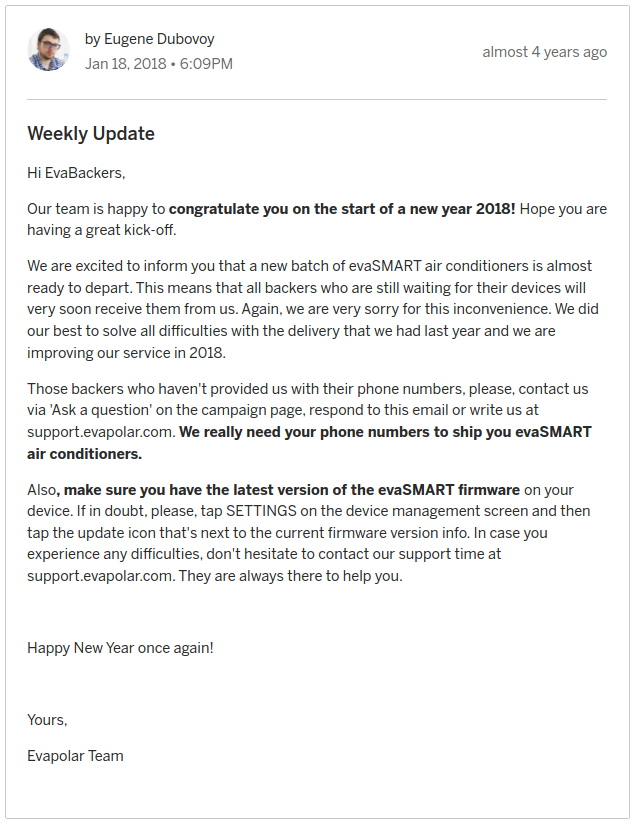 by Eugene Dubovoy
Jan 18, 2018 • 6:09PM
almost 4 years ago
Weekly Update
Hi EvaBackers,
Our team is happy to congratulate you on the start of a new year 2018! Hope you are
having a great kick-off.
We are excited to inform you that a new batch of evaSMART air conditioners is almost
ready to depart. This means that all backers who are still waiting for their devices will
very soon receive them from us. Again, we are very sorry for this inconvenience. We did
our best to solve all difficulties with the delivery that we had last year and we are
improving our service in 2018.
Those backers who haven't provided us with their phone numbers, please, contact us
via 'Ask a question' on the campaign page, respond to this email or write us at
support.evapolar.com. We really need your phone numbers to ship you evaSMART
air conditioners.
Also, make sure you have the latest version of the evaSMART firmware on your
device. If in doubt, please, tap SETTINGS on the device management screen and then
tap the update icon that's next to the current firmware version info. In case you
experience any difficulties, don't hesitate to contact our support time at
support.evapolar.com. They are always there to help you.
Happy New Year once again!
Yours,
Evapolar Team